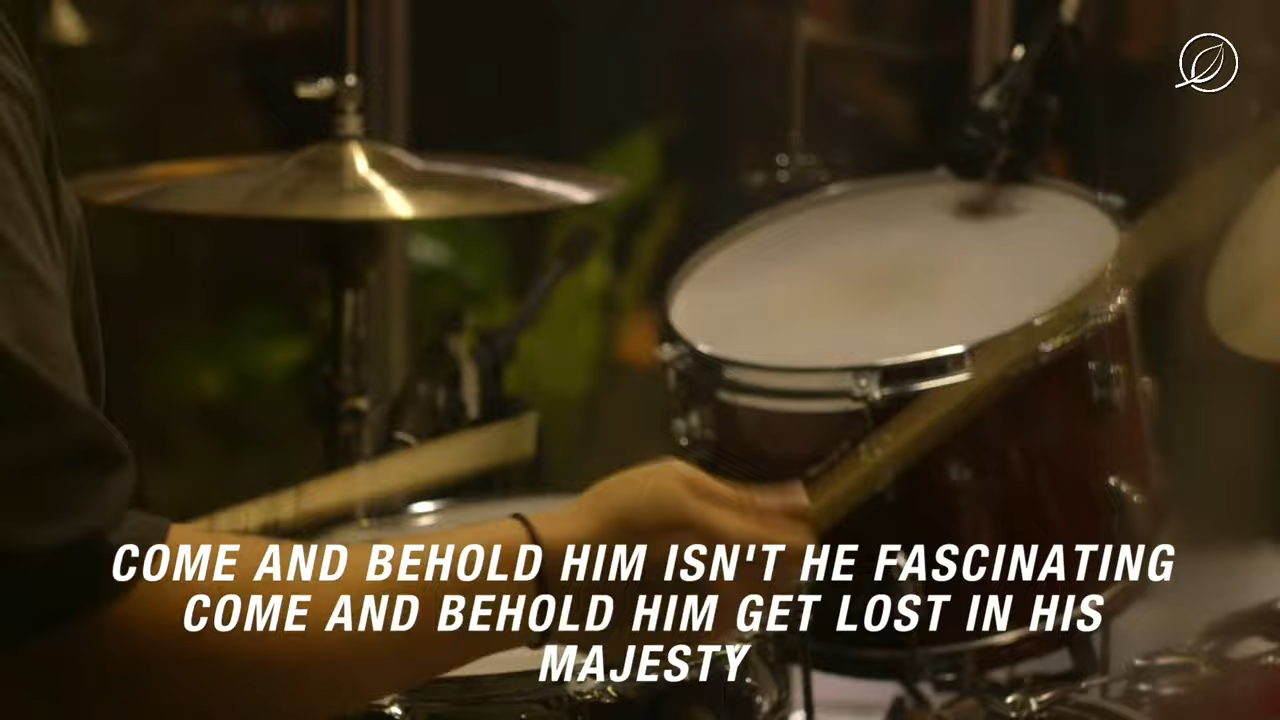 COME AND BEHOLD HIM ISN'T HE FASCINATING
COME AND BEHOLD HIM GET LOST IN HIS
MAJESTY